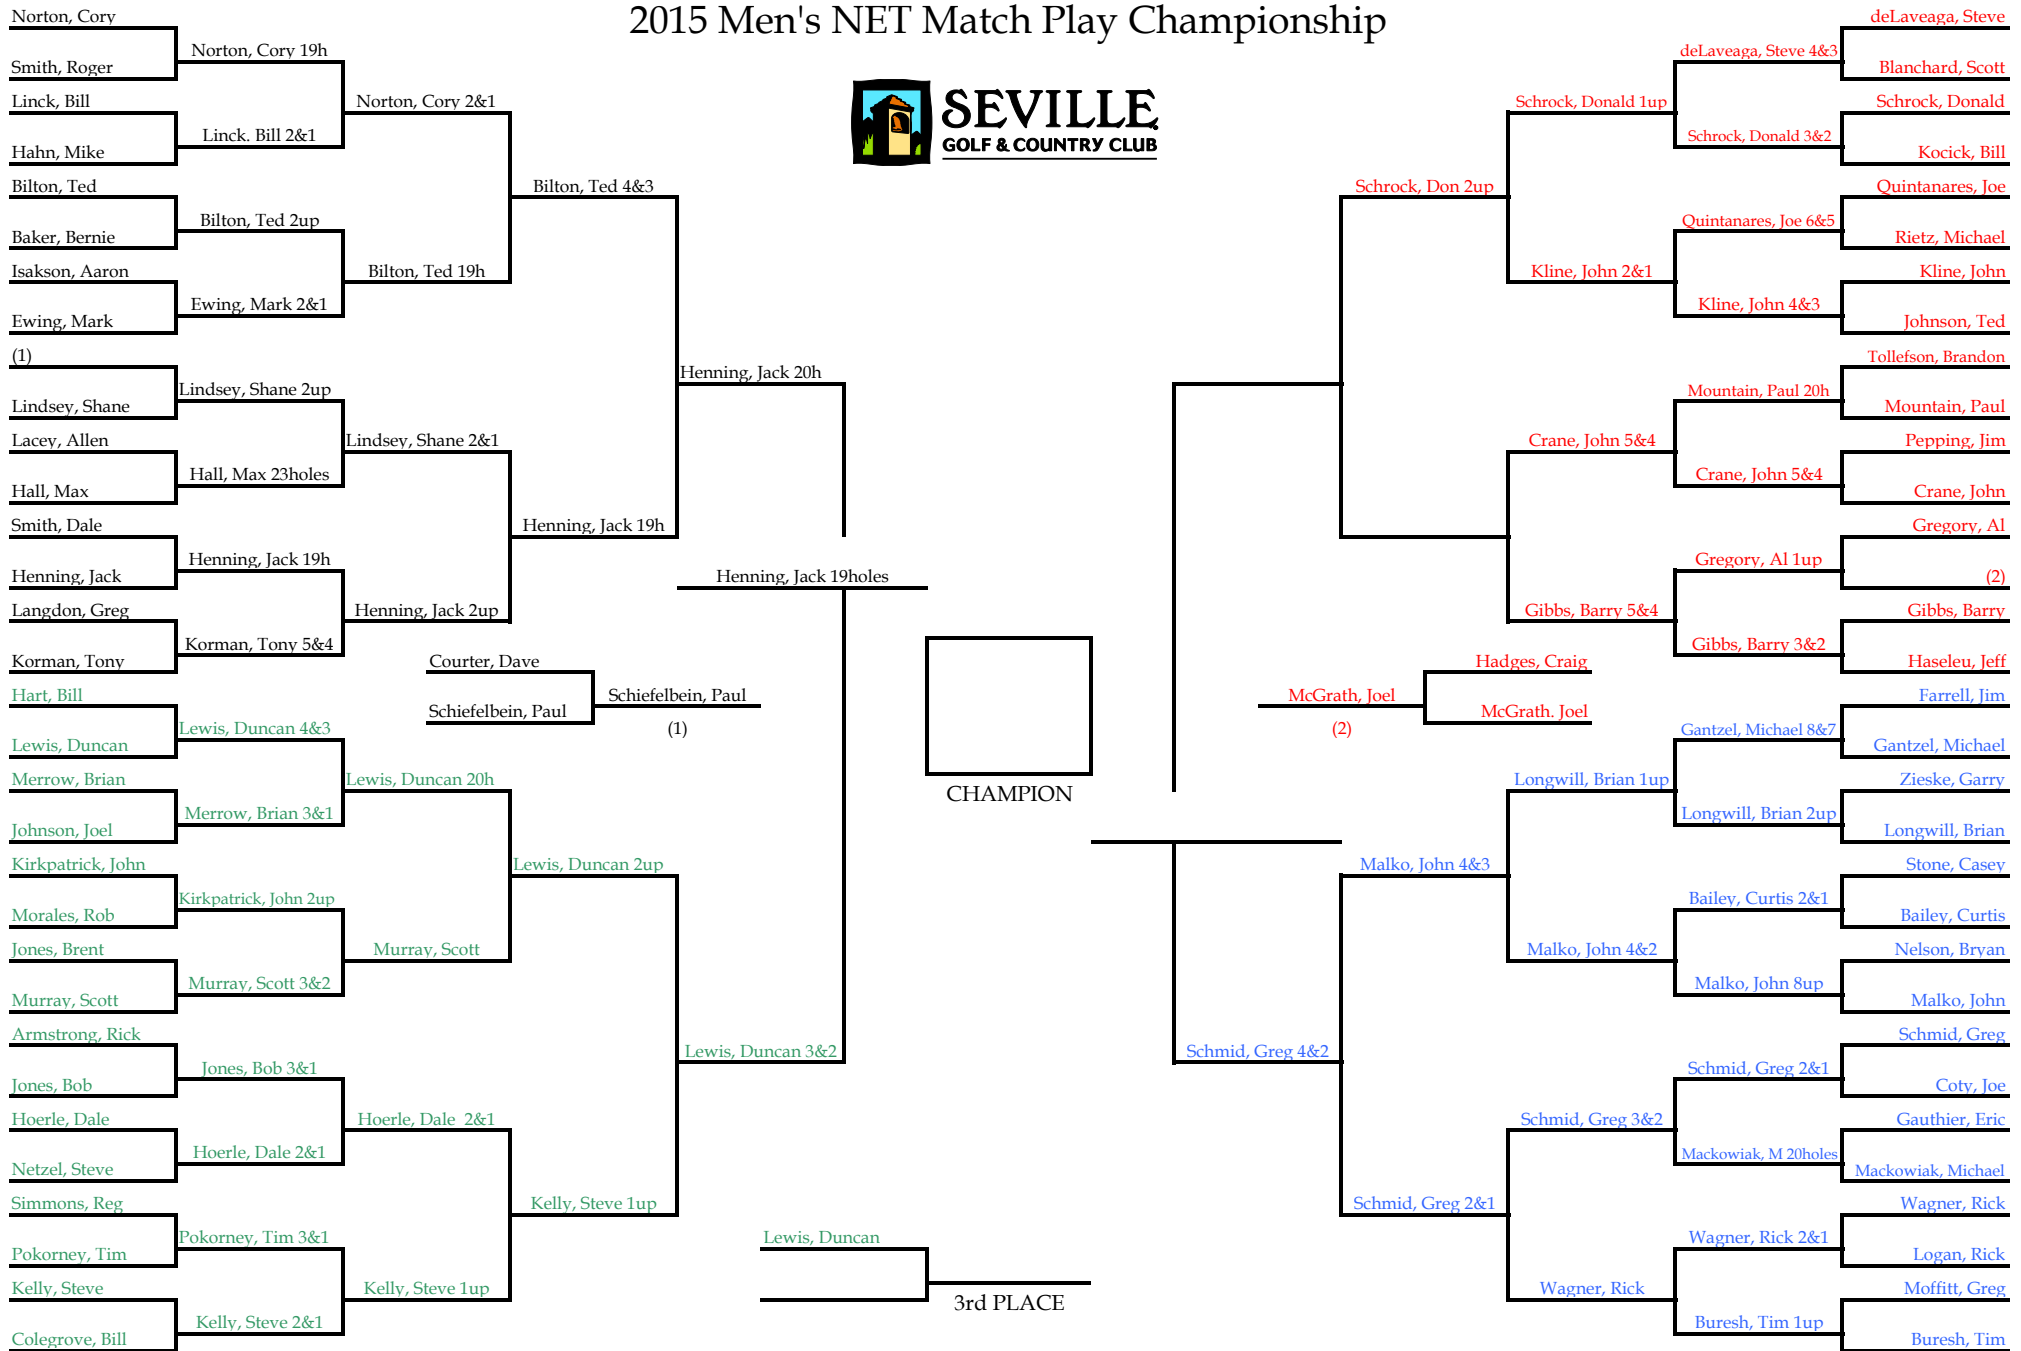 2015 Men's NET Match Play Championship
SEVILLE
GOLF & COUNTRY CLUB
Norton, Cory
Smith, Roger
Linck, Bill
Hahn, Mike
Bilton, Ted
Baker, Bernie
Isakson, Aaron
Ewing, Mark
(1)
Lindsey, Shane
Lacey, Allen
Hall, Max
Smith, Dale
Henning, Jack
Langdon, Greg
Korman, Tony
Hart, Bill
Lewis, Duncan
Merrow, Brian
Johnson, Joel
Kirkpatrick, John
Morales, Rob
Jones, Brent
Murray, Scott
Armstrong, Rick
Jones, Bob
Hoerle, Dale
Netzel, Steve
Simmons, Reg
Pokorney, Tim
Kelly, Steve
Colegrove, Bill
Norton, Cory 19h
Linck. Bill 2&1
Bilton, Ted 2up
Ewing, Mark 2&1
Lindsey, Shane 2up
Hall, Max 23holes
Henning, Jack 19h
Korman, Tony 5&4
Lewis, Duncan 4&3
Merrow, Brian 3&1
Kirkpatrick, John 2up
Murray, Scott 3&2
Jones, Bob 3&1
Hoerle, Dale 2&1
Pokorney, Tim 3&1
Kelly, Steve 2&1
Norton, Cory 2&1
Bilton, Ted 19h
Lindsey, Shane 2&1
Henning, Jack 2up
Lewis, Duncan 20h
Murray, Scott
Hoerle, Dale  2&1
Kelly, Steve 1up
Bilton, Ted 4&3
Henning, Jack 19h
Lewis, Duncan 2up
Kelly, Steve 1up
Henning, Jack 20h
Lewis, Duncan 3&2
Henning, Jack 19holes
Courter, Dave
Schiefelbein, Paul
Schiefelbein, Paul
(1)
CHAMPION
Lewis, Duncan
3rd PLACE
Hadges, Craig
McGrath. Joel
McGrath, Joel
(2)
Schmid, Greg 4&2
Schrock, Don 2up
Malko, John 4&3
Schmid, Greg 2&1
Schrock, Donald 1up
Kline, John 2&1
Crane, John 5&4
Gibbs, Barry 5&4
Longwill, Brian 1up
Malko, John 4&2
Schmid, Greg 3&2
Wagner, Rick
deLaveaga, Steve 4&3
Schrock, Donald 3&2
Quintanares, Joe 6&5
Kline, John 4&3
Mountain, Paul 20h
Crane, John 5&4
Gregory, Al 1up
Gibbs, Barry 3&2
Gantzel, Michael 8&7
Longwill, Brian 2up
Bailey, Curtis 2&1
Malko, John 8up
Schmid, Greg 2&1
Mackowiak, M 20holes
Wagner, Rick 2&1
Buresh, Tim 1up
deLaveaga, Steve
Blanchard, Scott
Schrock, Donald
Kocick, Bill
Quintanares, Joe
Rietz, Michael
Kline, John
Johnson, Ted
Tollefson, Brandon
Mountain, Paul
Pepping, Jim
Crane, John
Gregory, Al
(2)
Gibbs, Barry
Haseleu, Jeff
Farrell, Jim
Gantzel, Michael
Zieske, Garry
Longwill, Brian
Stone, Casey
Bailey, Curtis
Nelson, Bryan
Malko, John
Schmid, Greg
Coty, Joe
Gauthier, Eric
Mackowiak, Michael
Wagner, Rick
Logan, Rick
Moffitt, Greg
Buresh, Tim